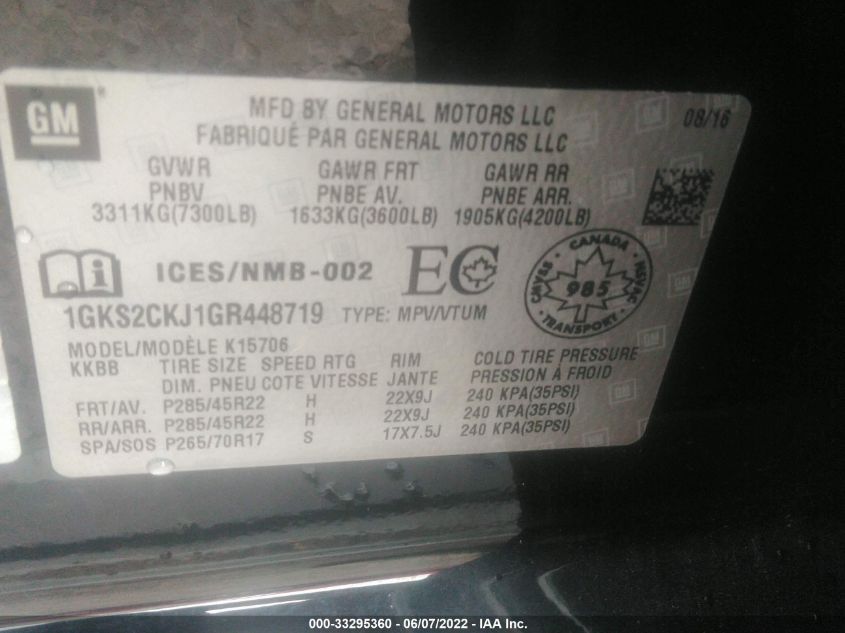 GM
MFD BY GENERAL MOTORS LLC
08/16
FABRIQUÉ PAR GENERAL MOTORS LLC
GVWR GAWR FRT GAWR RR
PNBV PNBE AV. PNBE ARR.
3311KG(7300LB) 1633KG(3600LB) 1905KG(4200LB)
i ICES/NMB-002 EC
CANADA
CMVSS 985 NSVAC
TRANSPORT
1GKS2CKJ1GR448719 TYPE: MPV/VTUM
MODEL/MODÈLE K15706
KKBB TIRE SIZE SPEED RTG RIM COLD TIRE PRESSURE
DIM. PNEU COTE VITESSE JANTE PRESSION À FROID
FRT/AV. P285/45R22 H 22X9J 240 KPA(35PSI)
RR/ARR. P285/45R22 H 22X9J 240 KPA(35PSI)
SPA/SOS P265/70R17 S 17X7.5J 240 KPA(35PSI)
000-33295360 - 06/07/2022 - IAA Inc.